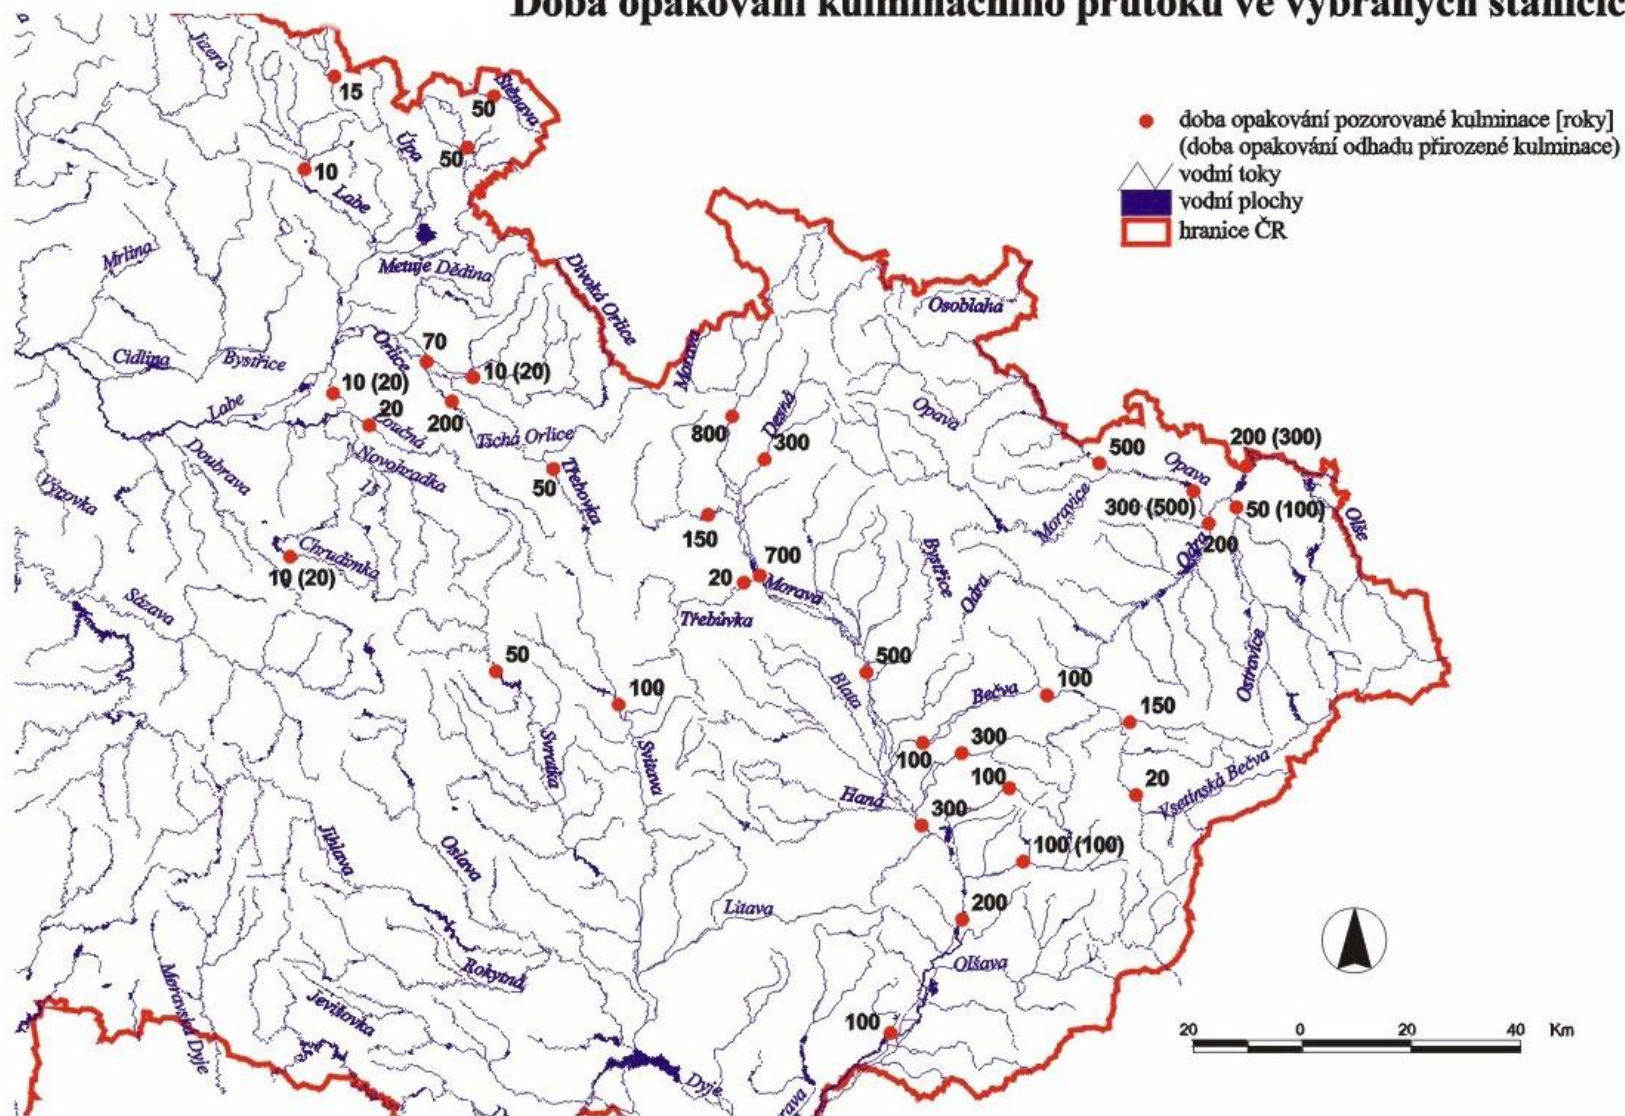 Doba opakování kulminačního průtoku ve vybraných stanicíc
doba opakování pozorované kulminace [roky]
(doba opakování odhadu přirozené kulminace)
vodní toky
vodní plochy
hranice ČR
Jizera
15
50
Stěnava
Úpa
50
10
Labe
Mrlina
Metuje Dědina
Divoká Orlice
Osoblaha
Cidlina
Bystřice
Orlice
70
10 (20)
Morava
10 (20)
20
200
Labe
Loučná
Tichá Orlice
800
Desná
300
Opava
500
200 (300)
Doubrava
Novohradka
50
Třebovka
Opava
Výrovka
Moravice
300 (500)
50 (100)
Olše
150
200
Odra
Chrudimka
10 (20)
700
20
Morava
Bystřice
Odra
Sázava
Třebůvka
Ostravice
50
500
100
Blata
Bečva
100
150
Svratka
Svitava
100
300
100
20
Vsetínská Bečva
Haná
300
Jihlava
Oslava
100 (100)
Litava
200
Olšava
Rokytná
Moravská Dyje
Jevišovka
100
20 0 20 40 Km
Dyje
rava